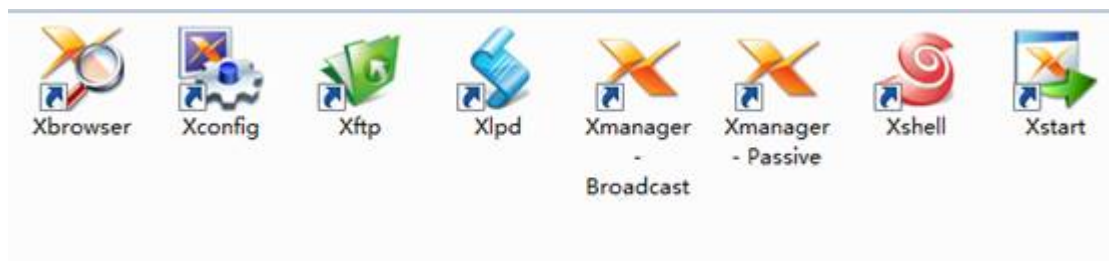 Xbrowser
Xconfig
Xftp
Xlpd
Xmanager
-
Broadcast
Xmanager
- Passive
Xshell
Xstart